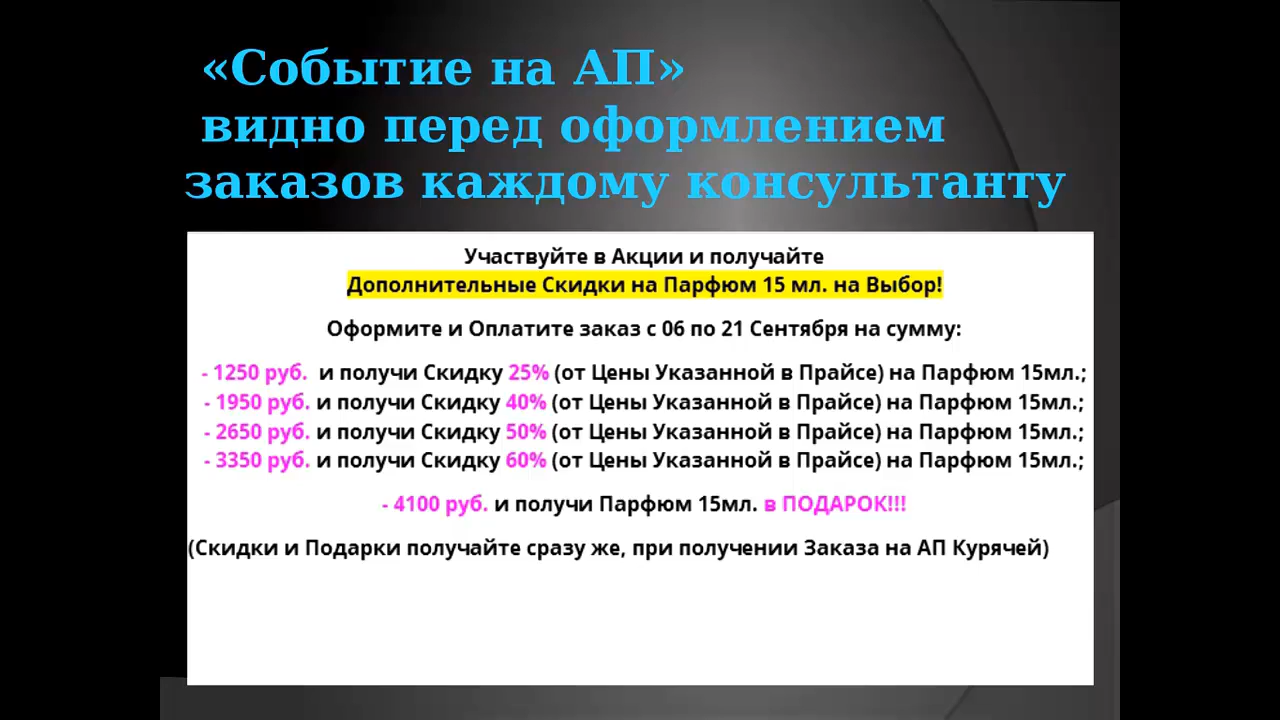 «Событие на АП»
видно перед оформлением
заказов каждому консультанту
Участвуйте в Акции и получайте
Дополнительные Скидки на Парфюм 15 мл. на Выбор!
Оформите и Оплатите заказ с 06 по 21 Сентября на сумму:
- 1250 руб. и получи Скидку 25% (от Цены Указанной в Прайсе) на Парфюм 15мл.;
- 1950 руб. и получи Скидку 40% (от Цены Указанной в Прайсе) на Парфюм 15мл.;
- 2650 руб. и получи Скидку 50% (от Цены Указанной в Прайсе) на Парфюм 15мл.;
- 3350 руб. и получи Скидку 60% (от Цены Указанной в Прайсе) на Парфюм 15мл.;
- 4100 руб. и получи Парфюм 15мл. в ПОДАРОК!!!
(Скидки и Подарки получайте сразу же, при получении Заказа на АП Курячей)